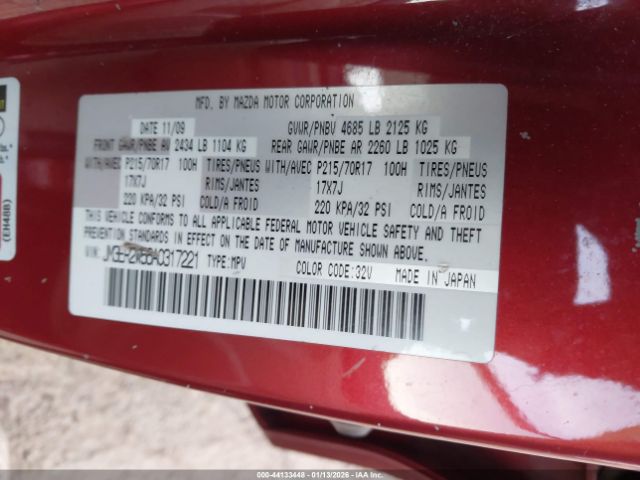 MFD. BY MAZDA MOTOR CORPORATION
DATE 11/09 GVWR/PNBV 4685 LB 2125 KG
FRONT GAWR/PNBE AV 2434 LB 1104 KG REAR GAWR/PNBE AR 2260 LB 1025 KG
WITH/AVEC P215/70R17 100H TIRES/PNEUS WITH/AVEC P215/70R17 100H TIRES/PNEUS
17X7J RIMS/JANTES 17X7J RIMS/JANTES
220 KPA/32 PSI COLD/A FROID 220 KPA/32 PSI COLD/A FROID
THIS VEHICLE CONFORMS TO ALL APPLICABLE FEDERAL MOTOR VEHICLE SAFETY AND THEFT
PREVENTION STANDARDS IN EFFECT ON THE DATE OF MANUFACTURE SHOWN ABOVE.
VIN: TYPE:MPV COLOR CODE:32V MADE IN JAPAN
(EH48B)
000-44133448 01/13/2026 - IAA PUBLIC